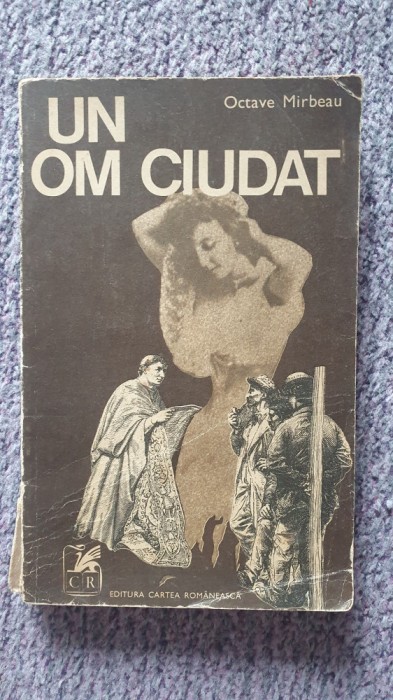 Octave Mirbeau
UN
OM CIUDAT
CR
EDITURA CARTEA ROMÂNEASCĂ